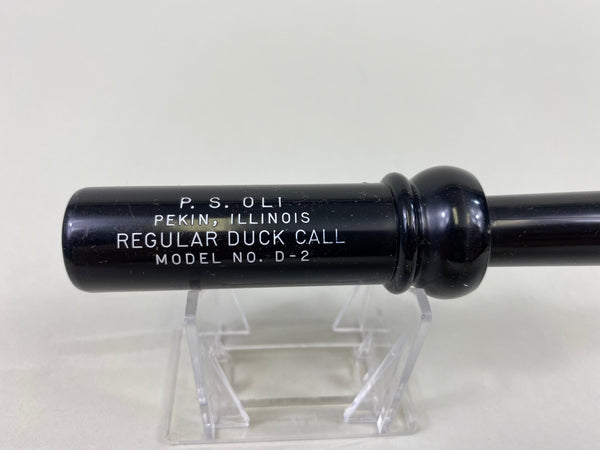 P. S. OLT
PEKIN, ILLINOIS
REGULAR DUCK CALL
MODEL NO. D-2